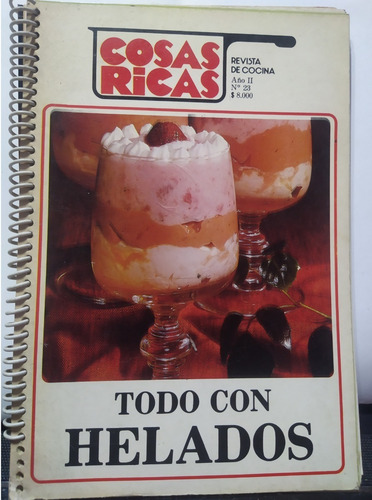 COSAS
RiCAS
REVISTA
DE COCINA
Año II
Nº 23
$ 8.000
TODO CON
HELADOS